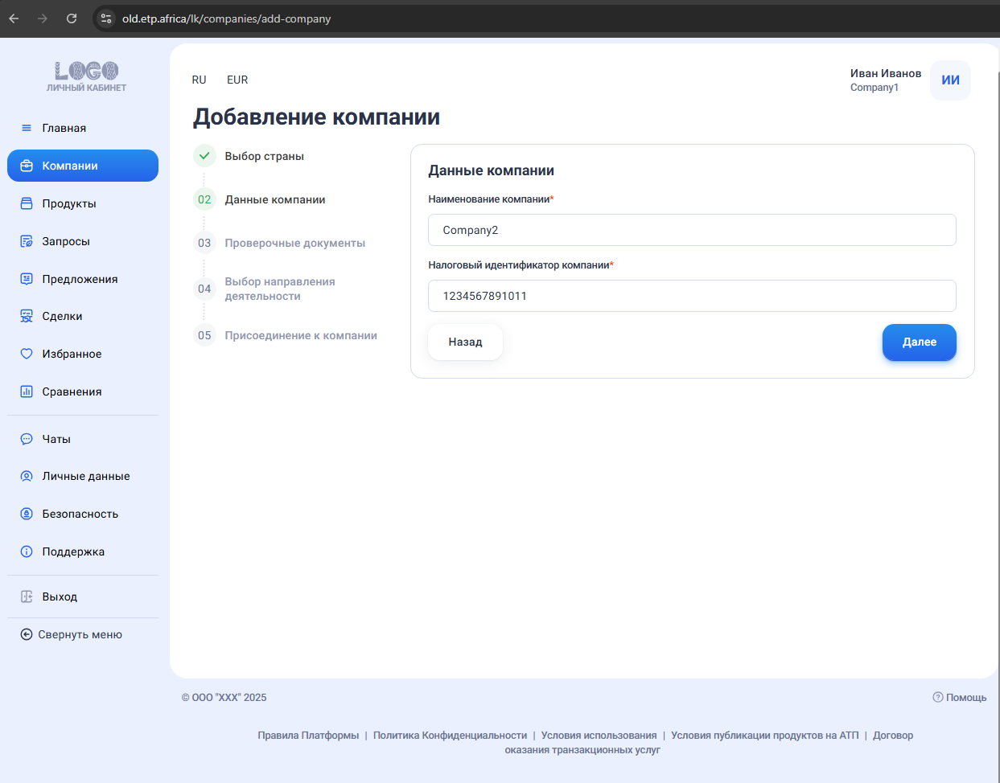 old.etp.africa/lk/companies/add-company
LOGO
ЛИЧНЫЙ КАБИНЕТ
Главная
Компании
Продукты
Запросы
Предложения
Сделки
Избранное
Сравнения
Чаты
Личные данные
Безопасность
Поддержка
Выход
Свернуть меню
RU EUR
Иван Иванов
Company1
ИИ
Добавление компании
Выбор страны
02 Данные компании
03 Проверочные документы
04 Выбор направления
деятельности
05 Присоединение к компании
Данные компании
Наименование компании*
Company2
Налоговый идентификатор компании*
1234567891011
Назад
Далее
© ООО "XXX" 2025
Помощь
Правила Платформы | Политика Конфиденциальности | Условия использования | Условия публикации продуктов на АТП | Договор
оказания транзакционных услуг